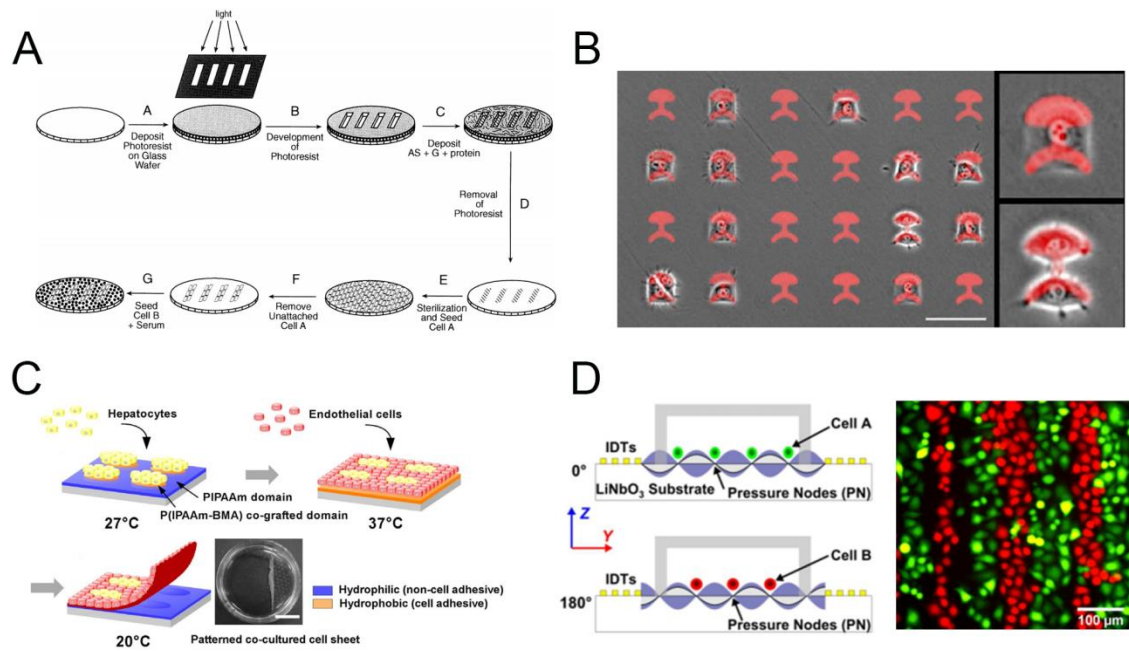 A
light
A
Deposit
Photoresist
on Glass
Wafer
B
Development
of
Photoresist
C
Deposit
AS + G + protein
Removal
of
Photoresist
D
G
Seed
Cell B
+ Serum
F
Remove
Unattached
Cell A
E
Sterilization
and Seed
Cell A
B
C
Hepatocytes
Endothelial cells
PIPAAm domain
P(IPAAm-BMA) co-grafted domain
27°C
37°C
Hydrophilic (non-cell adhesive)
Hydrophobic (cell adhesive)
20°C
Patterned co-cultured cell sheet
D
Cell A
IDTs
0°
LiNbO3 Substrate
Pressure Nodes (PN)
Z
Y
Cell B
IDTs
180°
Pressure Nodes (PN)
100 µm